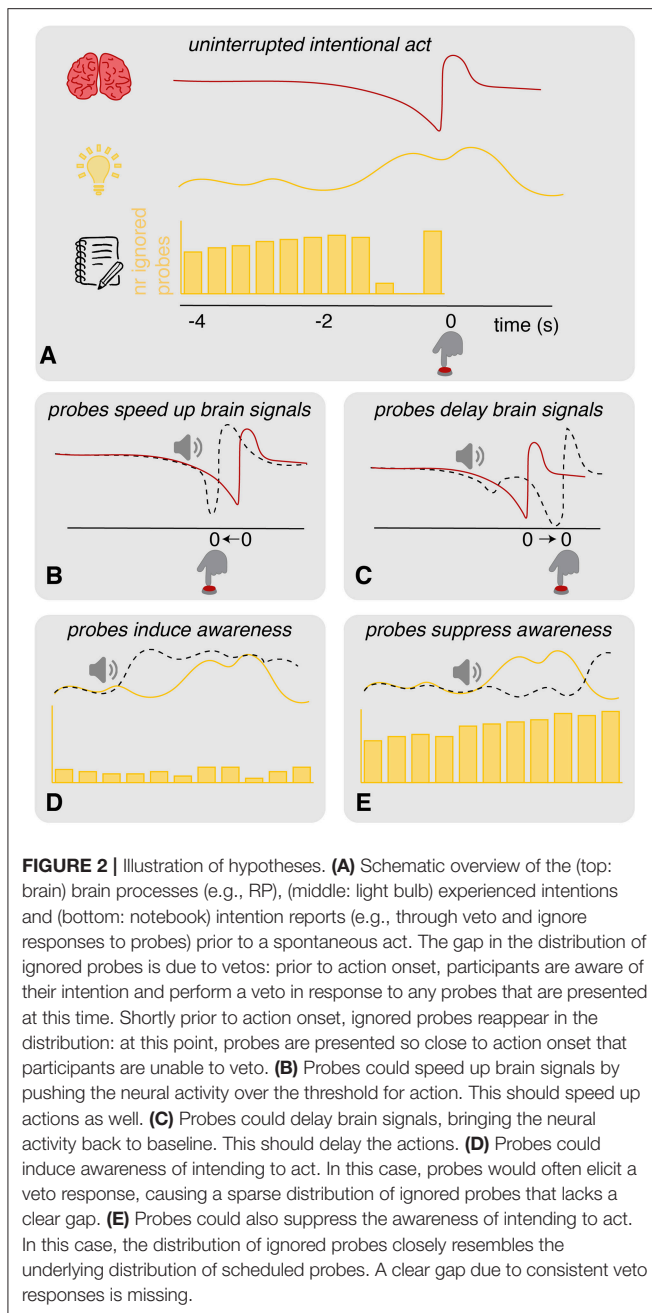 uninterrupted intentional act
nr ignored
probes
-4
-2
0
time (s)
A
probes speed up brain signals
0←0
B
probes delay brain signals
0→0
C
probes induce awareness
D
probes suppress awareness
E
FIGURE 2 | Illustration of hypotheses. (A) Schematic overview of the (top:
brain) brain processes (e.g., RP), (middle: light bulb) experienced intentions
and (bottom: notebook) intention reports (e.g., through veto and ignore
responses to probes) prior to a spontaneous act. The gap in the distribution of
ignored probes is due to vetos: prior to action onset, participants are aware of
their intention and perform a veto in response to any probes that are presented
at this time. Shortly prior to action onset, ignored probes reappear in the
distribution: at this point, probes are presented so close to action onset that
participants are unable to veto. (B) Probes could speed up brain signals by
pushing the neural activity over the threshold for action. This should speed up
actions as well. (C) Probes could delay brain signals, bringing the neural
activity back to baseline. This should delay the actions. (D) Probes could
induce awareness of intending to act. In this case, probes would often elicit a
veto response, causing a sparse distribution of ignored probes that lacks a
clear gap. (E) Probes could also suppress the awareness of intending to act.
In this case, the distribution of ignored probes closely resembles the
underlying distribution of scheduled probes. A clear gap due to consistent veto
responses is missing.